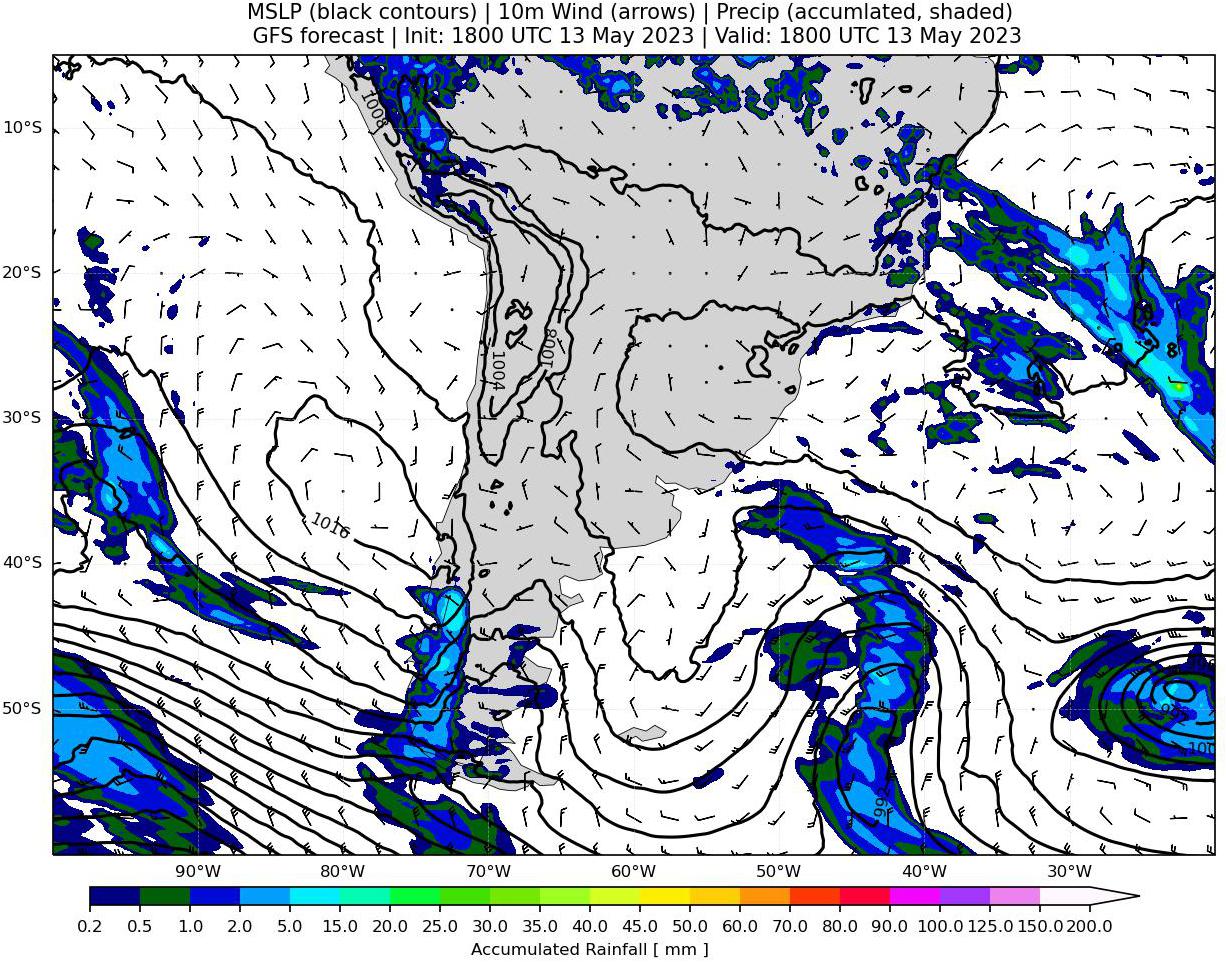 MSLP (black contours) | 10m Wind (arrows) | Precip (accumlated, shaded)
GFS forecast | Init: 1800 UTC 13 May 2023 | Valid: 1800 UTC 13 May 2023
1008
10°S
20°S
8
1008
1004
30°S
1016
40°S
50°S
992
90°W 80°W 70°W 60°W 50°W 40°W 30°W
0.2 0.5 1.0 2.0 5.0 10.0 15.0 20.0 25.0 30.0 35.0 40.0 45.0 50.0 60.0 70.0 80.0 90.0 100.0 125.0 150.0 200.0
Accumulated Rainfall [ mm ]